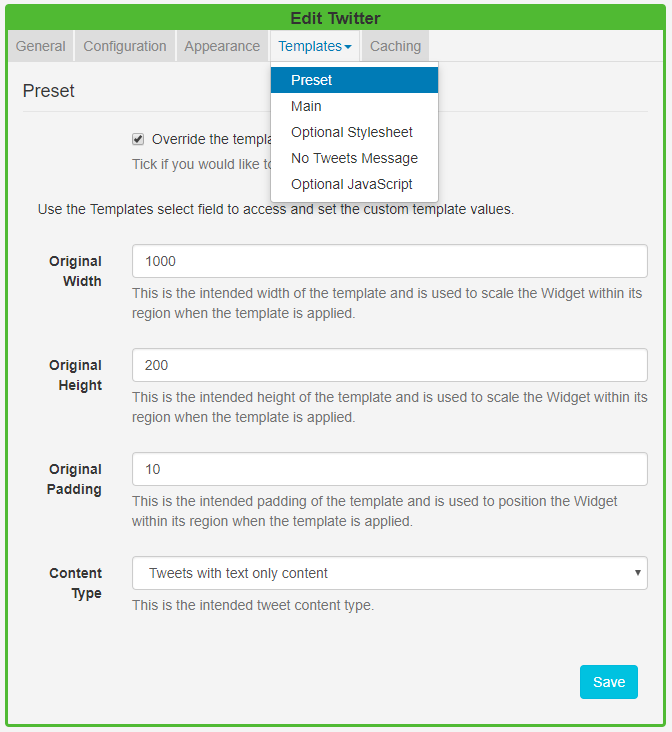 Edit Twitter
General Configuration Appearance Templates Caching
Preset
Main
Optional Stylesheet
No Tweets Message
Optional JavaScript
Preset
Override the templa
Tick if you would like to
Use the Templates select field to access and set the custom template values.
Original
Width
1000
This is the intended width of the template and is used to scale the Widget within its
region when the template is applied.
Original
Height
200
This is the intended height of the template and is used to scale the Widget within its
region when the template is applied.
Original
Padding
10
This is the intended padding of the template and is used to position the Widget
within its region when the template is applied.
Content
Type
Tweets with text only content
This is the intended tweet content type.
Save